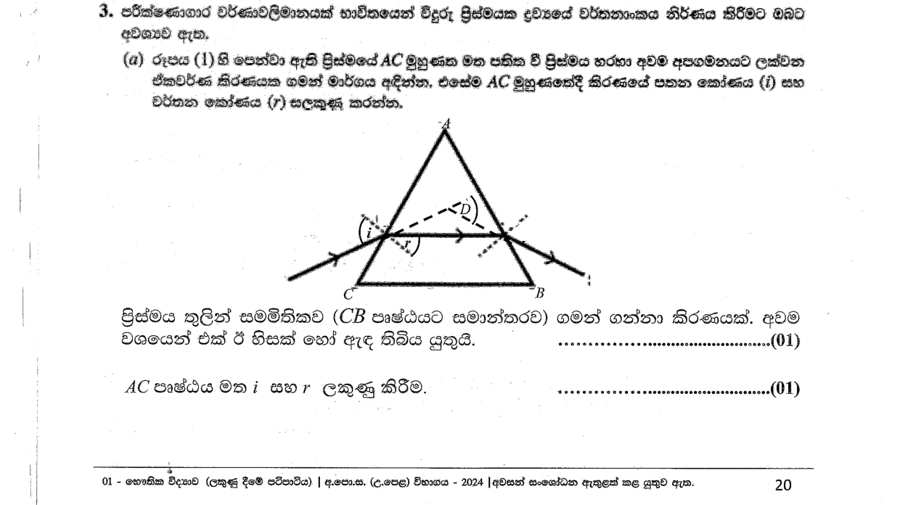 3. පරීක්ෂණාගාර වර්ණාවලිමානයක් භාවිතයෙන් වීදුරු ප්‍රිස්මයක ද්‍රව්‍යයේ වර්තනාංකය නිර්ණය කිරීමට ඔබට
අවශ්‍යව ඇත.
(a) රූපය (1) හි පෙන්වා ඇති ප්‍රිස්මයේ AC මුහුණත මත පතිත වී ප්‍රිස්මය හරහා අවම අපගමනයට ලක්වන
ඒකවර්ණ කිරණයක ගමන් මාර්ගය අඳින්න. එසේම AC මුහුණතේදී කිරණයේ පතන කෝණය (i) සහ
වර්තන කෝණය (r) සලකුණු කරන්න.
A
D
i
r
C
B
ප්‍රිස්මය තුලින් සමමිතිකව (CB පෘෂ්ඨයට සමාන්තරව) ගමන් ගන්නා කිරණයක්. අවම
වශයෙන් එක් ඊ හිසක් හෝ ඇඳ තිබිය යුතුයි. ...............................................(01)
AC පෘෂ්ඨය මත i සහ r ලකුණු කිරීම. ...............................................(01)
01 - භෞතික විද්‍යාව (ලකුණු දීමේ පටිපාටිය) | අ.පො.ස. (උ.පෙළ) විභාගය - 2024 | අවසන් සංශෝධන ඇතුළත් කළ යුතුව ඇත.
20